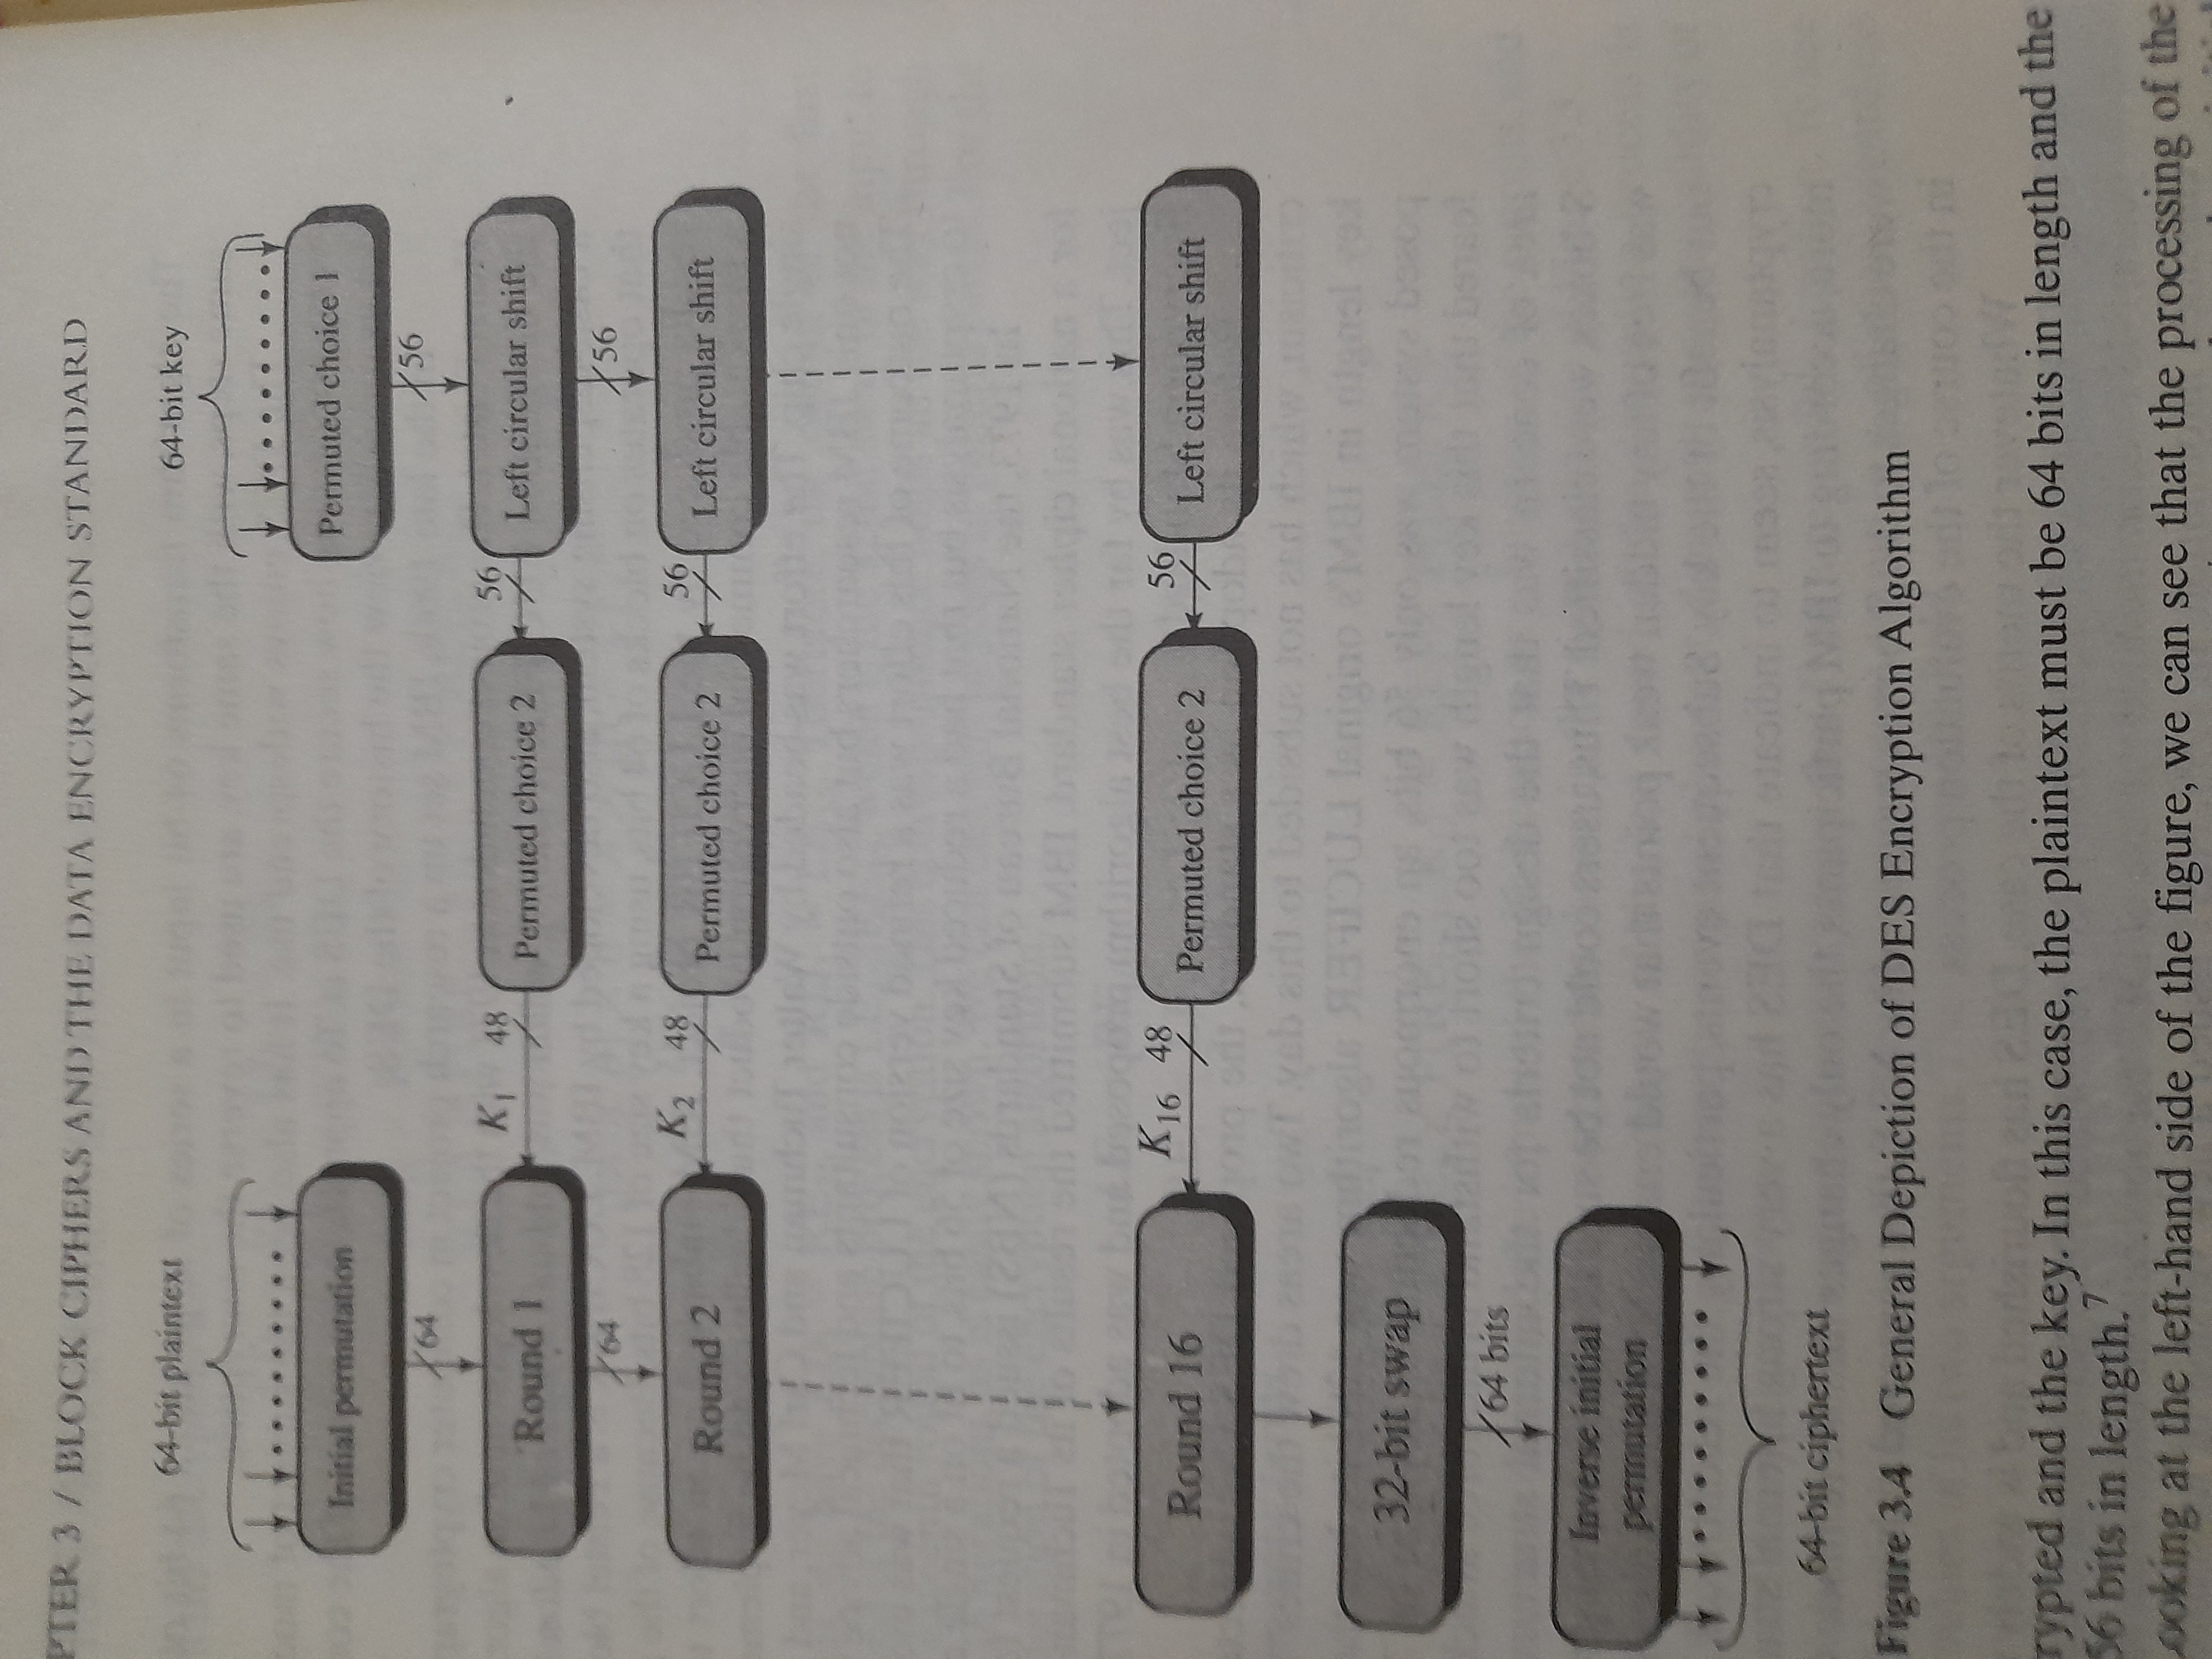 PTER 3 / BLOCK CIPHERS AND THE DATA ENCRYPTION STANDARD
64-bit plaintext
64-bit key
Initial permutation
Permuted choice 1
64
56
Round 1
K1
48
Permuted choice 2
56
Left circular shift
64
56
Round 2
K2
48
Permuted choice 2
56
Left circular shift
Round 16
K16
48
Permuted choice 2
56
Left circular shift
32-bit swap
64 bits
Inverse initial
permutation
64-bit ciphertext
Figure 3.4 General Depiction of DES Encryption Algorithm
rypted and the key. In this case, the plaintext must be 64 bits in length and the
56 bits in length.7
ooking at the left-hand side of the figure, we can see that the processing of the